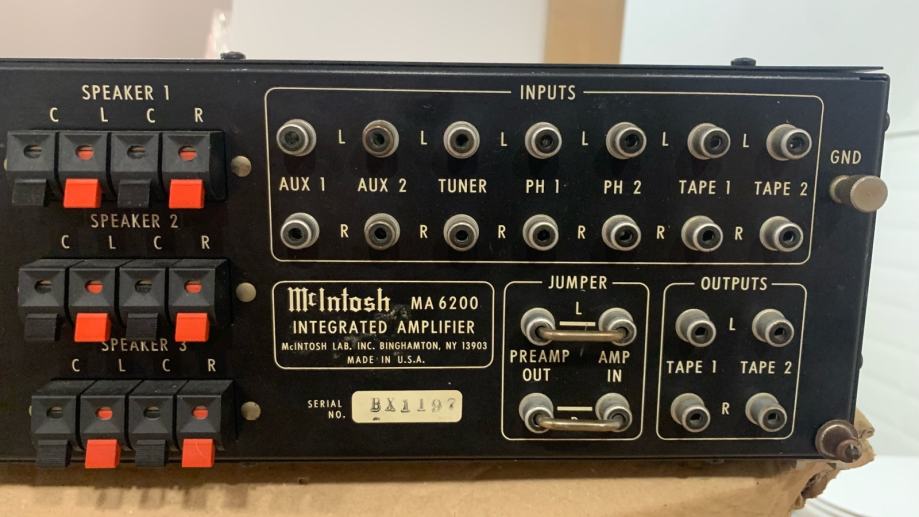 SPEAKER 1
C L C R
SPEAKER 2
C L C R
SPEAKER 3
C L C R
INPUTS
L L L L L L
AUX 1 AUX 2 TUNER PH 1 PH 2 TAPE 1 TAPE 2
R R R R R R
GND
McIntosh MA 6200
INTEGRATED AMPLIFIER
McINTOSH LAB. INC. BINGHAMTON, NY 13903
MADE IN U.S.A.
SERIAL
NO.
BX1197
JUMPER
L
PREAMP AMP
OUT IN
R
OUTPUTS
L
TAPE 1 TAPE 2
R